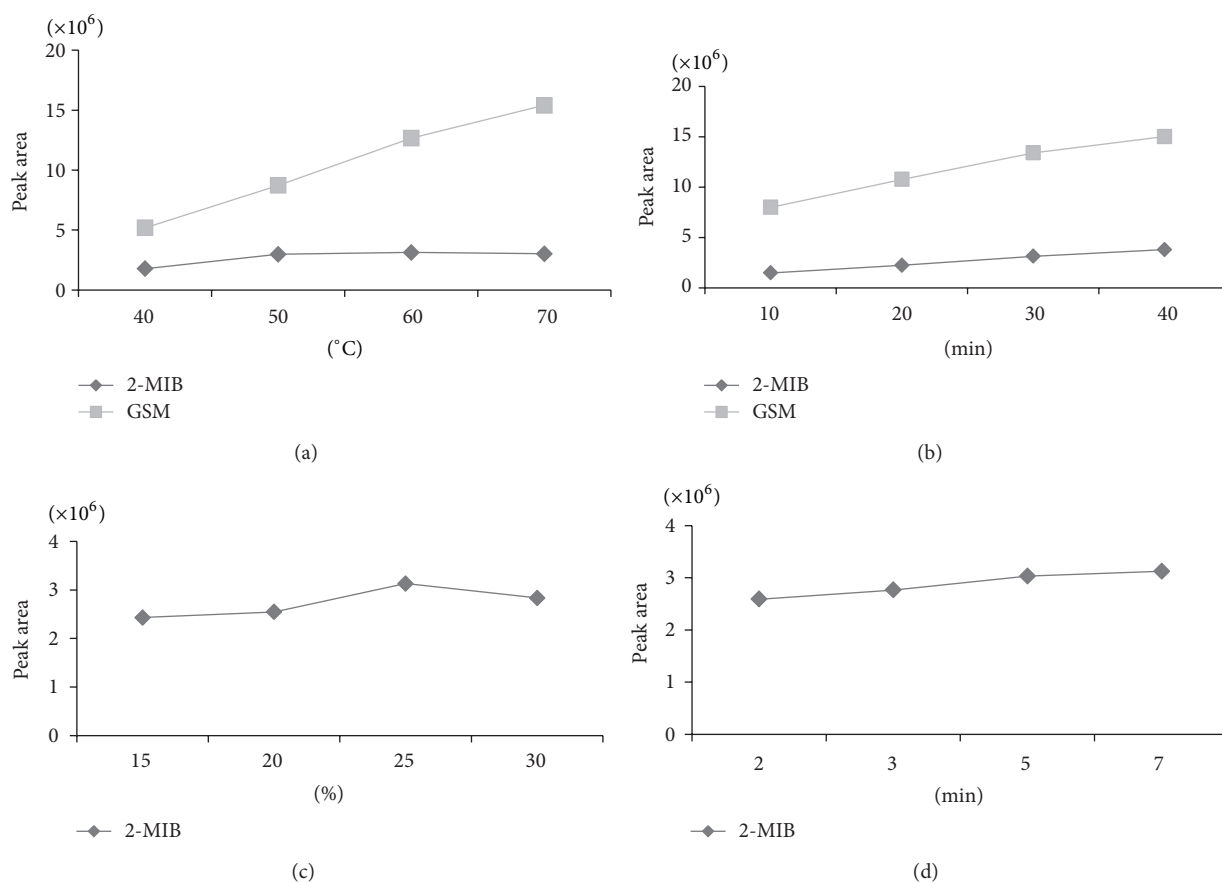 (×10⁶)
20
15
10
5
0
Peak area
40 50 60 70
(°C)
2-MIB
GSM
(a)
(×10⁶)
20
15
10
5
0
Peak area
10 20 30 40
(min)
2-MIB
GSM
(b)
(×10⁶)
4
3
2
1
0
Peak area
15 20 25 30
(%)
2-MIB
(c)
(×10⁶)
4
3
2
1
0
Peak area
2 3 5 7
(min)
2-MIB
(d)